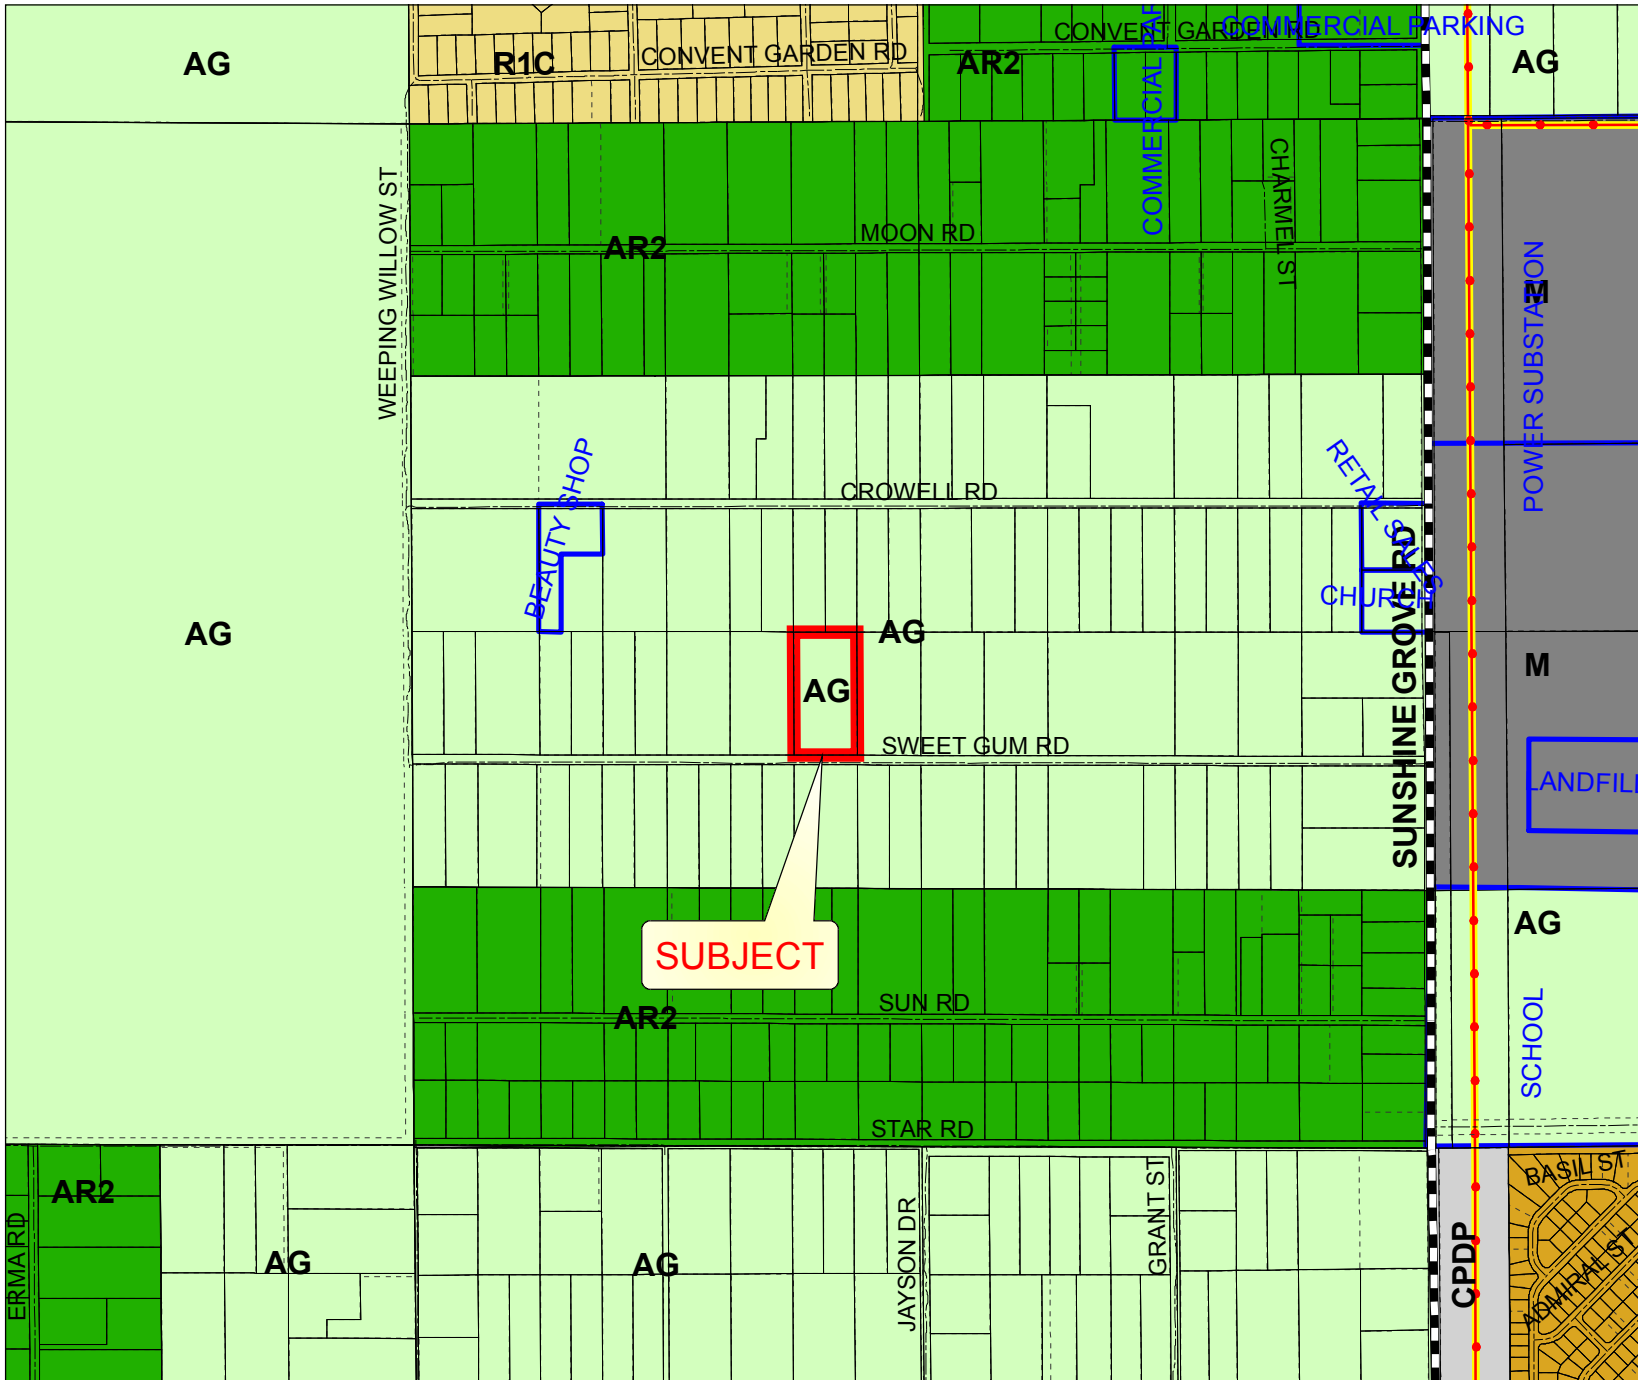 COMMERCIAL PARKING
CONVENT GARDEN RD
CONVENT GARDEN RD
AG
R1C
AR2
AG
COMMERCIAL PAR
CHARMEL ST
WEEPING WILLOW ST
MOON RD
AR2
M
POWER SUBSTATION
BEAUTY SHOP
CROWELL RD
RETAIL SALES
CHURCH
SUNSHINE GROVE RD
AG
AG
AG
M
SWEET GUM RD
LANDFILL
SUBJECT
AG
SUN RD
AR2
SCHOOL
STAR RD
BASIL ST
AR2
ERMA RD
AG
AG
JAYSON DR
GRANT ST
CPDP
ADMIRAL ST